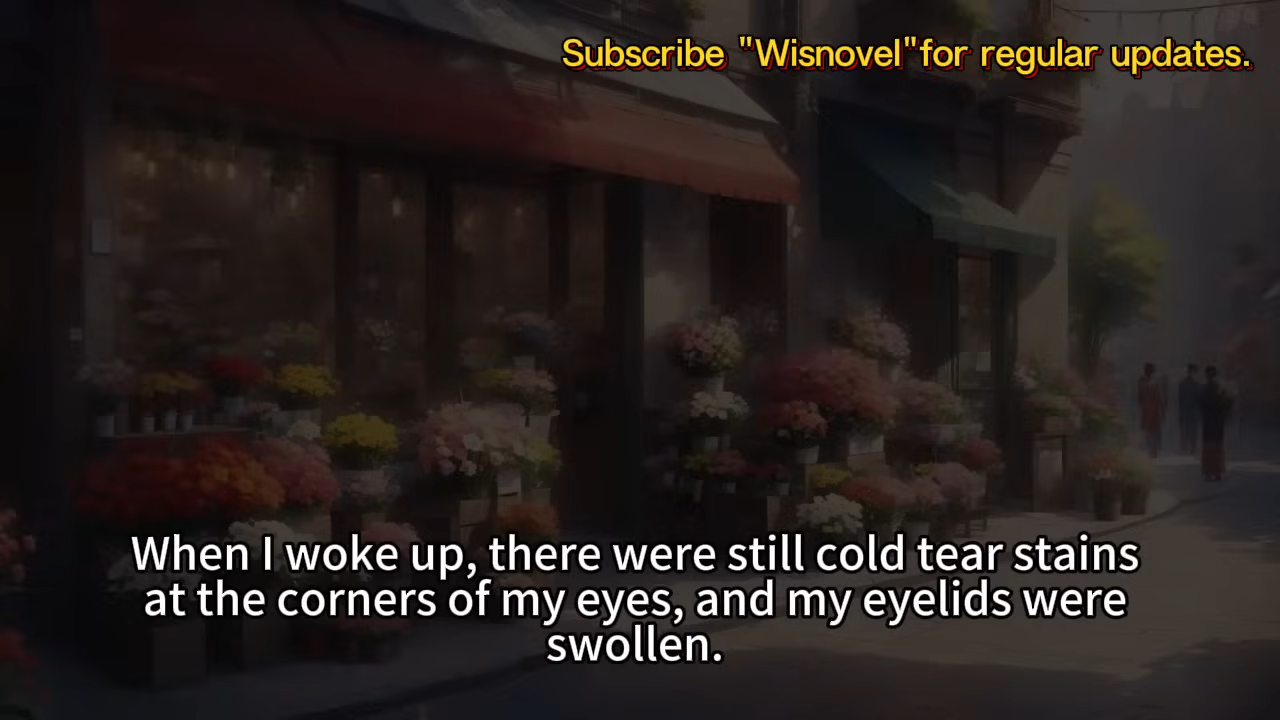 Subscribe "Wisnovel"for regular updates.
When I woke up, there were still cold tear stains
at the corners of my eyes, and my eyelids were
swollen.